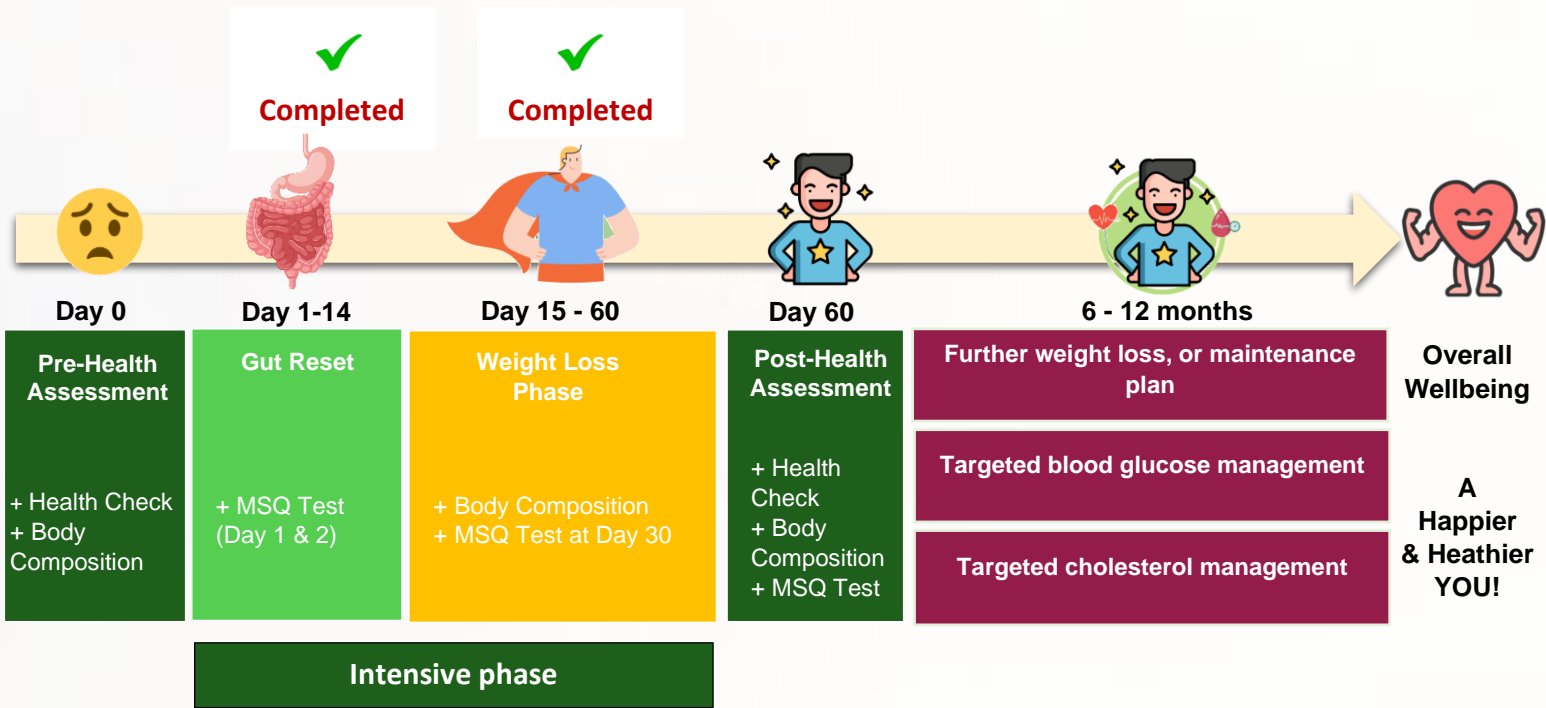 Completed
Completed
Day 0
Day 1-14
Day 15 - 60
Day 60
6 - 12 months
Pre-Health
Assessment
+ Health Check
+ Body
Composition
Gut Reset
+ MSQ Test
(Day 1 & 2)
Weight Loss
Phase
+ Body Composition
+ MSQ Test at Day 30
Post-Health
Assessment
+ Health
Check
+ Body
Composition
+ MSQ Test
Further weight loss, or maintenance
plan
Targeted blood glucose management
Targeted cholesterol management
Overall
Wellbeing
A
Happier
& Heathier
YOU!
Intensive phase